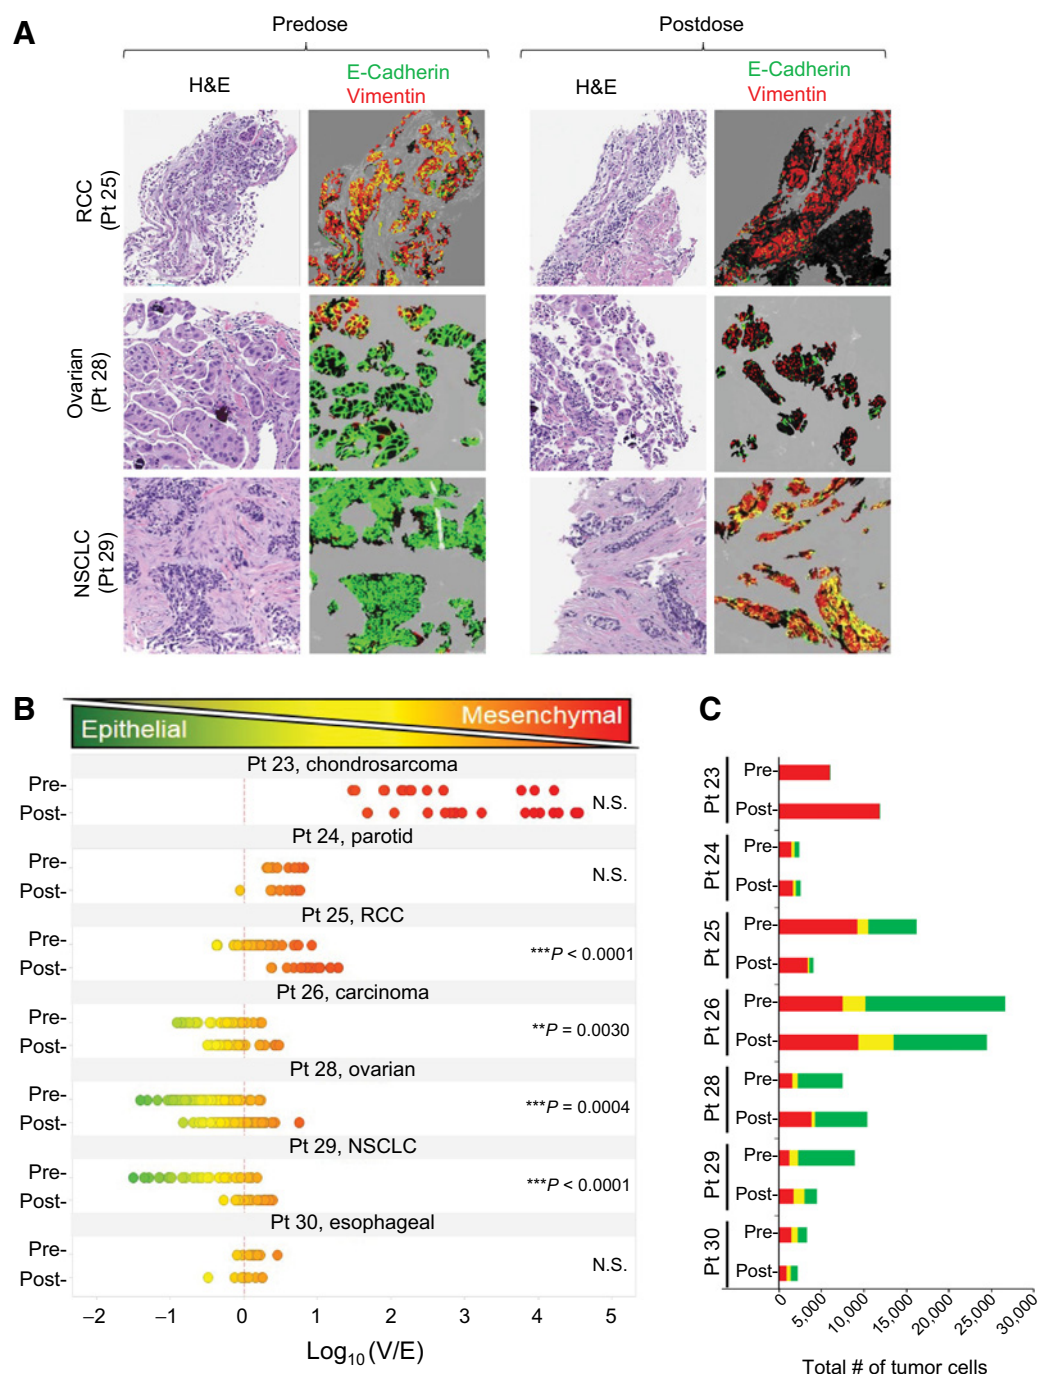 A
Predose
Postdose
H&E
E-Cadherin
Vimentin
H&E
E-Cadherin
Vimentin
RCC
(Pt 25)
Ovarian
(Pt 28)
NSCLC
(Pt 29)
B
Epithelial
Mesenchymal
Pt 23, chondrosarcoma
Pre-
Post-
N.S.
Pt 24, parotid
Pre-
Post-
N.S.
Pt 25, RCC
Pre-
Post-
***P < 0.0001
Pt 26, carcinoma
Pre-
Post-
**P = 0.0030
Pt 28, ovarian
Pre-
Post-
***P = 0.0004
Pt 29, NSCLC
Pre-
Post-
***P < 0.0001
Pt 30, esophageal
Pre-
Post-
N.S.
−2 −1 0 1 2 3 4 5
Log10 (V/E)
C
Pt 23
Pre-
Post-
Pt 24
Pre-
Post-
Pt 25
Pre-
Post-
Pt 26
Pre-
Post-
Pt 28
Pre-
Post-
Pt 29
Pre-
Post-
Pt 30
Pre-
Post-
0 5,000 10,000 15,000 20,000 25,000 30,000
Total # of tumor cells